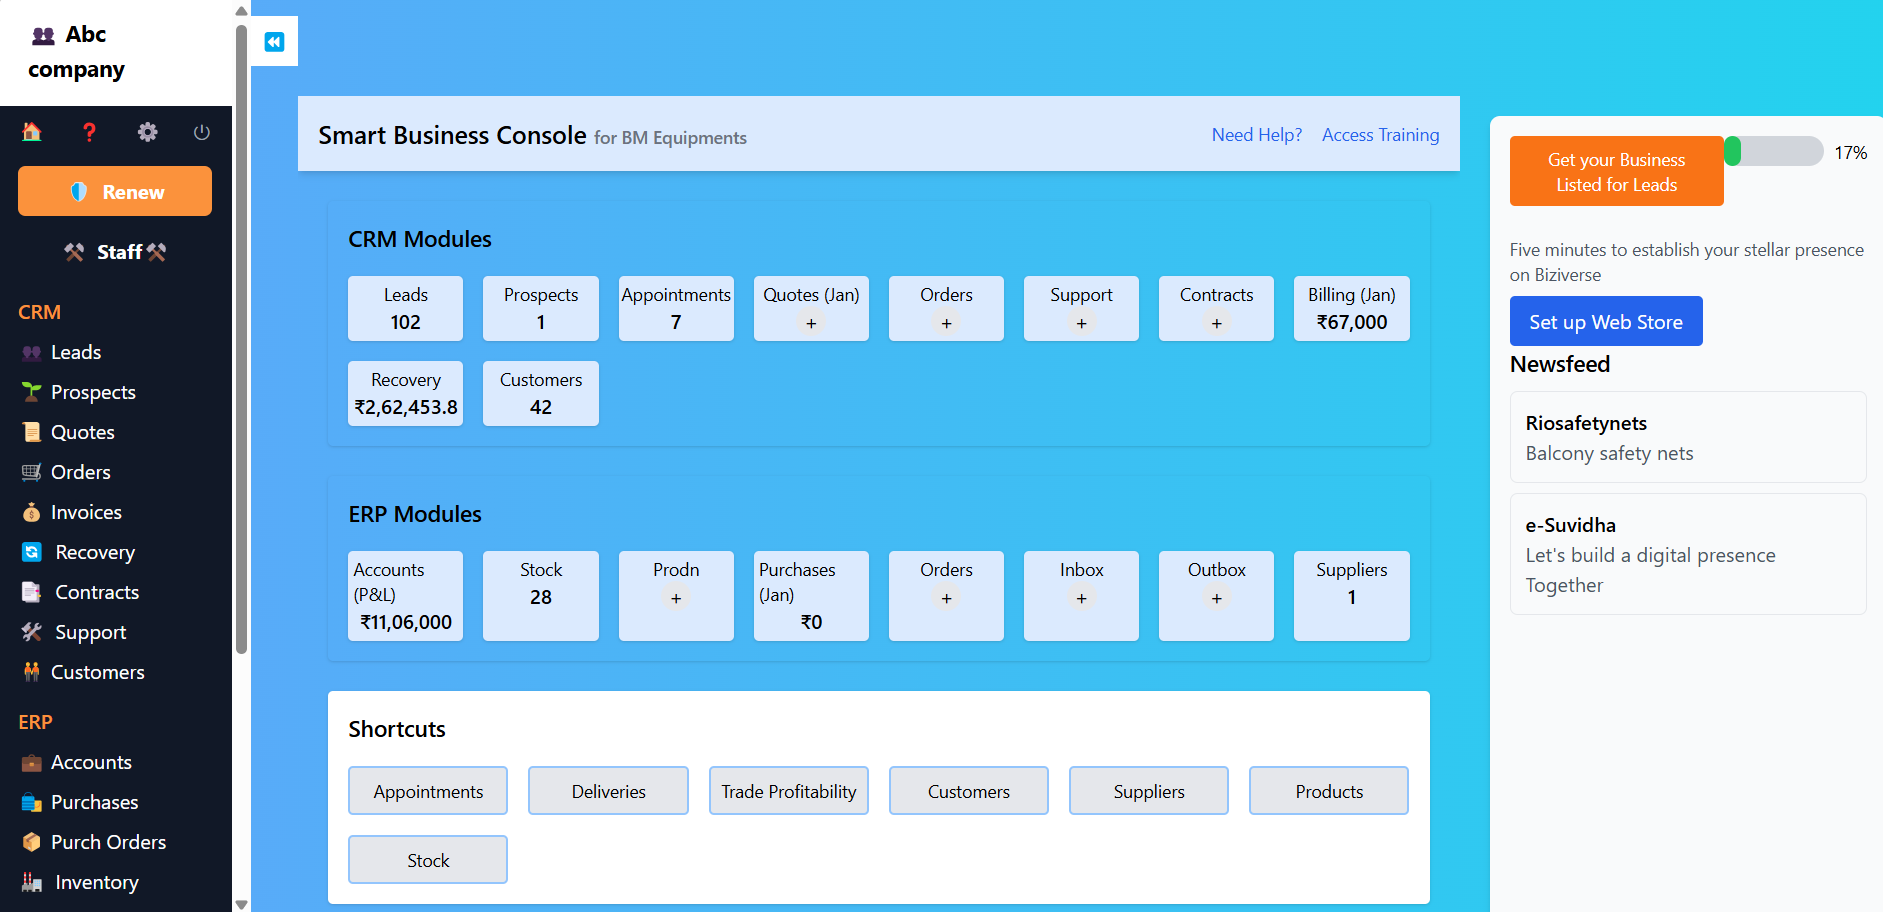 Abc
company
Renew
Staff
CRM
Leads
Prospects
Quotes
Orders
Invoices
Recovery
Contracts
Support
Customers
ERP
Accounts
Purchases
Purch Orders
Inventory
Smart Business Console for BM Equipments
Need Help? Access Training
CRM Modules
Leads
102
Prospects
1
Appointments
7
Quotes (Jan)
+
Orders
+
Support
+
Contracts
+
Billing (Jan)
₹67,000
Recovery
₹2,62,453.8
Customers
42
ERP Modules
Accounts
(P&L)
₹11,06,000
Stock
28
Prodn
+
Purchases
(Jan)
₹0
Orders
+
Inbox
+
Outbox
+
Suppliers
1
Shortcuts
Appointments
Deliveries
Trade Profitability
Customers
Suppliers
Products
Stock
Get your Business
Listed for Leads
17%
Five minutes to establish your stellar presence
on Biziverse
Set up Web Store
Newsfeed
Riosafetynets
Balcony safety nets
e-Suvidha
Let's build a digital presence
Together